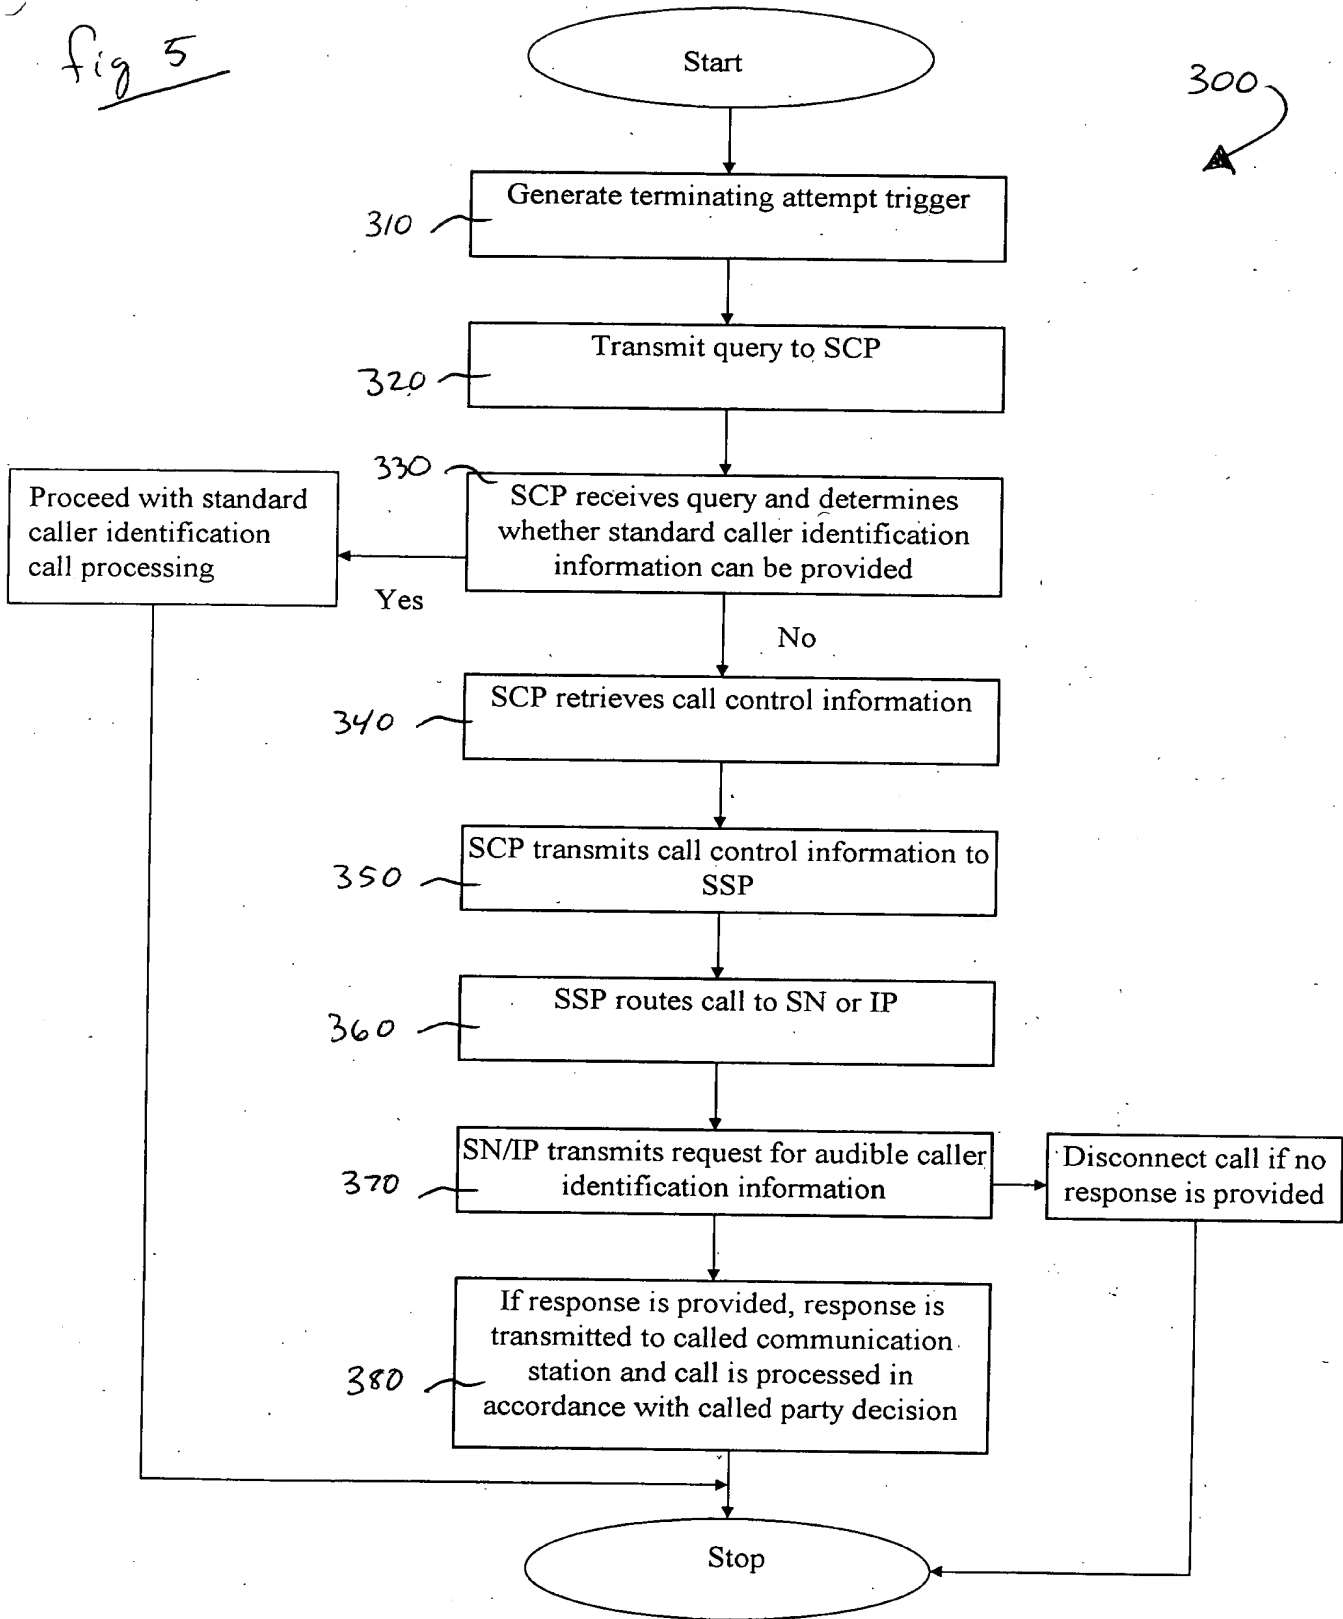 fig 5
Start
300
Generate terminating attempt trigger
310
Transmit query to SCP
320
330
SCP receives query and determines
whether standard caller identification
information can be provided
Proceed with standard
caller identification
call processing
Yes
No
SCP retrieves call control information
340
SCP transmits call control information to
SSP
350
SSP routes call to SN or IP
360
SN/IP transmits request for audible caller
identification information
370
Disconnect call if no
response is provided
If response is provided, response is
transmitted to called communication
station and call is processed in
accordance with called party decision
380
Stop